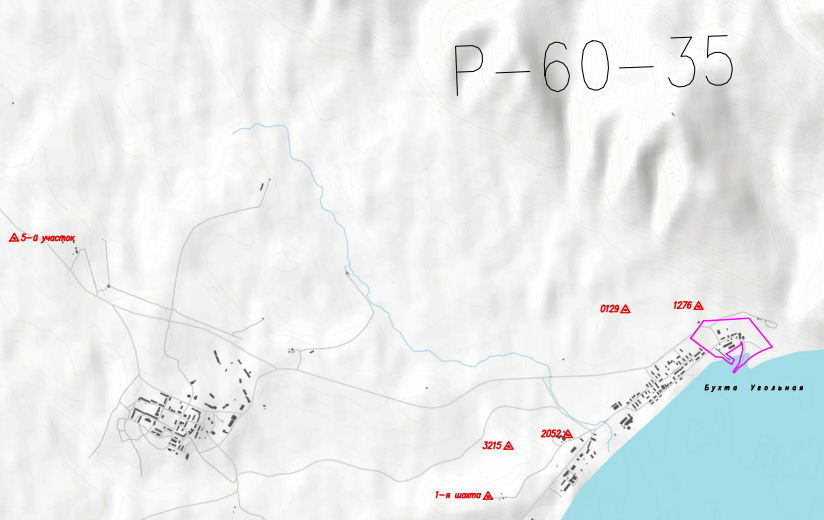 P-60-35
5-й участок
0129
1276
Бухта Угольная
2052
3215
1-я шахта